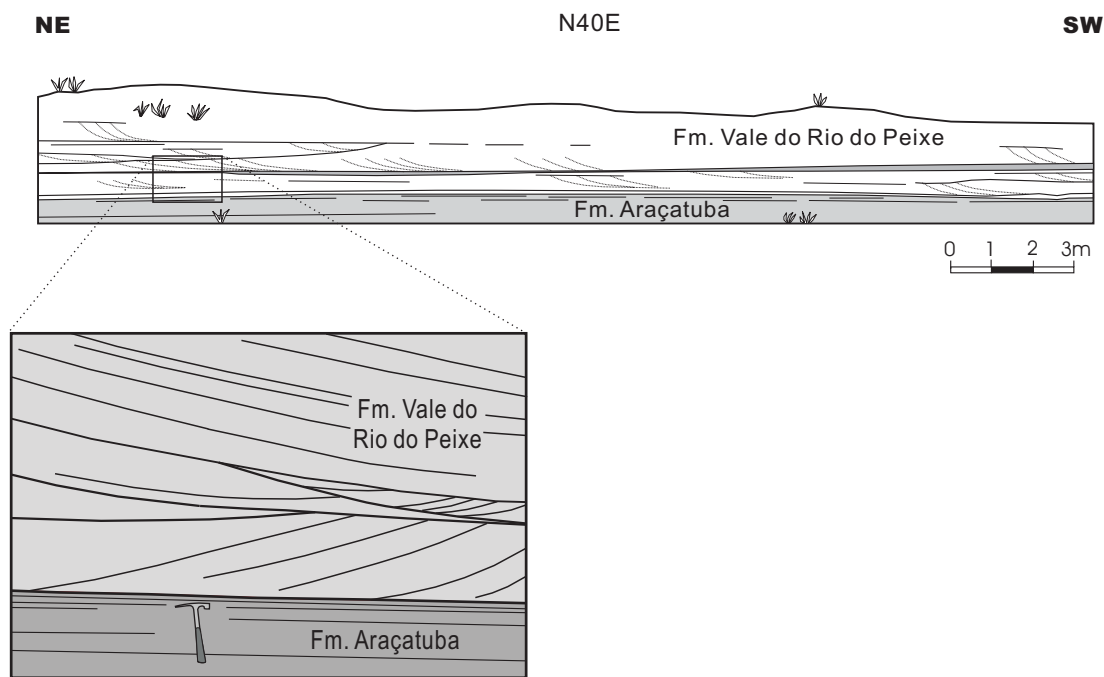 NE N40E SW
Fm. Vale do Rio do Peixe
Fm. Araçatuba
0 1 2 3m
Fm. Vale do
Rio do Peixe
Fm. Araçatuba